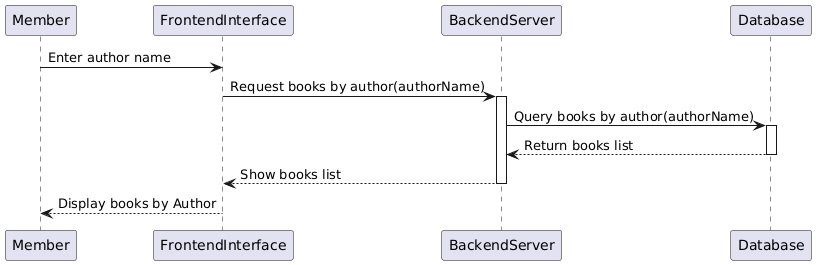 Member FrontendInterface BackendServer Database
Enter author name
Request books by author(authorName)
Query books by author(authorName)
Return books list
Show books list
Display books by Author
Member FrontendInterface BackendServer Database